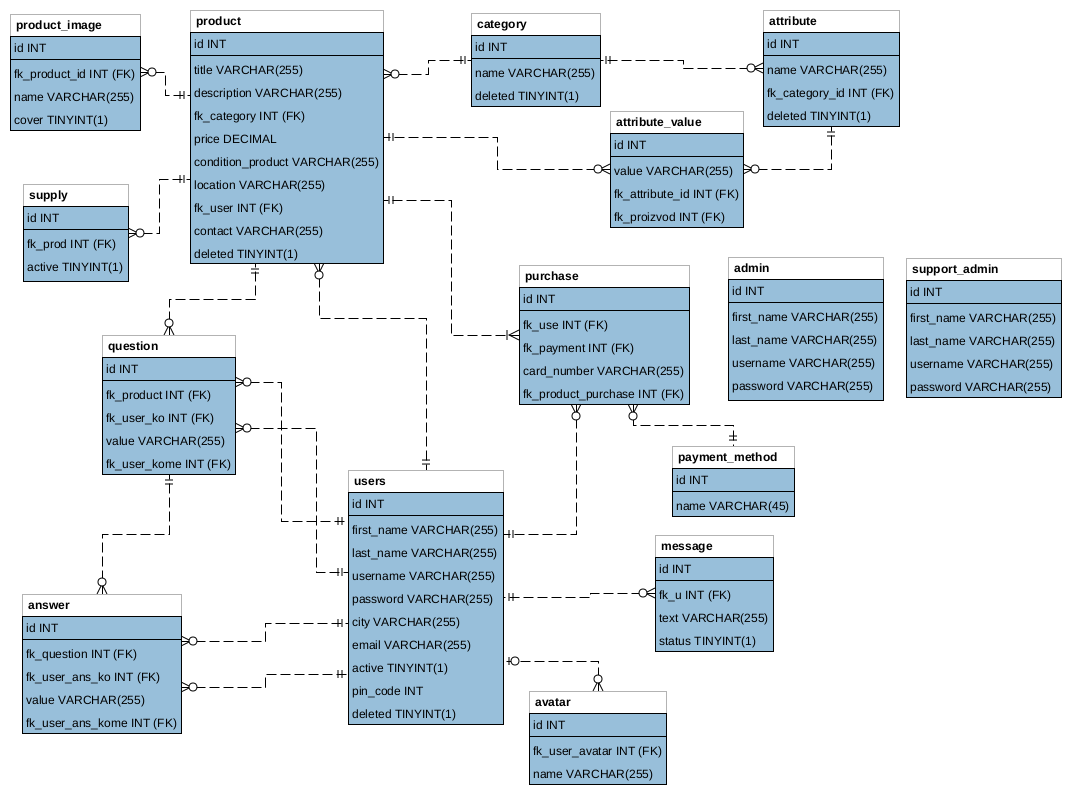 product_image
id INT
fk_product_id INT (FK)
name VARCHAR(255)
cover TINYINT(1)
product
id INT
title VARCHAR(255)
description VARCHAR(255)
fk_category INT (FK)
price DECIMAL
condition_product VARCHAR(255)
location VARCHAR(255)
fk_user INT (FK)
contact VARCHAR(255)
deleted TINYINT(1)
category
id INT
name VARCHAR(255)
deleted TINYINT(1)
attribute
id INT
name VARCHAR(255)
fk_category_id INT (FK)
deleted TINYINT(1)
attribute_value
id INT
value VARCHAR(255)
fk_attribute_id INT (FK)
fk_proizvod INT (FK)
supply
id INT
fk_prod INT (FK)
active TINYINT(1)
purchase
id INT
fk_use INT (FK)
fk_payment INT (FK)
card_number VARCHAR(255)
fk_product_purchase INT (FK)
admin
id INT
first_name VARCHAR(255)
last_name VARCHAR(255)
username VARCHAR(255)
password VARCHAR(255)
support_admin
id INT
first_name VARCHAR(255)
last_name VARCHAR(255)
username VARCHAR(255)
password VARCHAR(255)
question
id INT
fk_product INT (FK)
fk_user_ko INT (FK)
value VARCHAR(255)
fk_user_kome INT (FK)
payment_method
id INT
name VARCHAR(45)
users
id INT
first_name VARCHAR(255)
last_name VARCHAR(255)
username VARCHAR(255)
password VARCHAR(255)
city VARCHAR(255)
email VARCHAR(255)
active TINYINT(1)
pin_code INT
deleted TINYINT(1)
message
id INT
fk_u INT (FK)
text VARCHAR(255)
status TINYINT(1)
answer
id INT
fk_question INT (FK)
fk_user_ans_ko INT (FK)
value VARCHAR(255)
fk_user_ans_kome INT (FK)
avatar
id INT
fk_user_avatar INT (FK)
name VARCHAR(255)